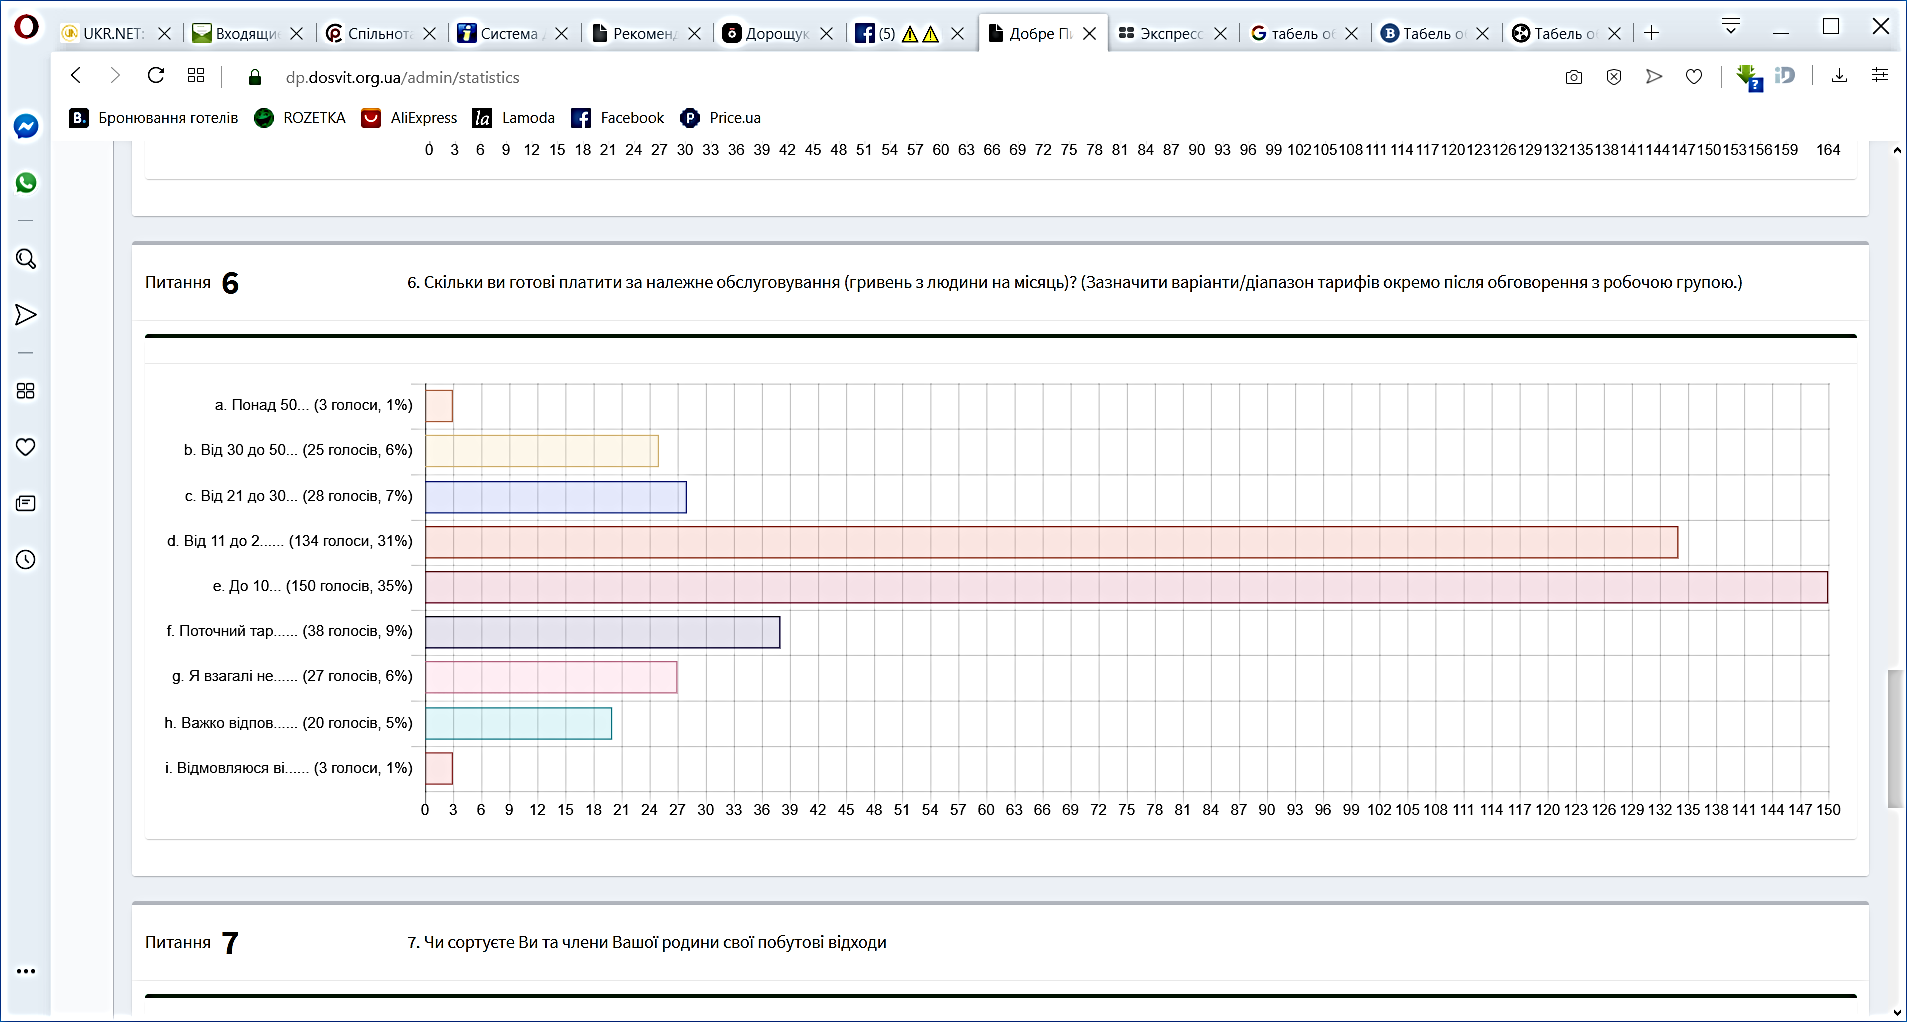 UKR.NET: Входящи Спільнота Система Рекоменд Дорощук (5) Добре П Экспресс табель о Табель о Табель о
dp.dosvit.org.ua/admin/statistics
B. Бронювання готелів ROZETKA AliExpress la Lamoda Facebook P Price.ua
0 3 6 9 12 15 18 21 24 27 30 33 36 39 42 45 48 51 54 57 60 63 66 69 72 75 78 81 84 87 90 93 96 99 102 105 108 111 114 117 120 123 126 129 132 135 138 141 144 147 150 153 156 159 164
Питання 6 6. Скільки ви готові платити за належне обслуговування (гривень з людини на місяць)? (Зазначити варіанти/діапазон тарифів окремо після обговорення з робочою групою.)
a. Понад 50... (3 голоси, 1%)
b. Від 30 до 50... (25 голосів, 6%)
c. Від 21 до 30... (28 голосів, 7%)
d. Від 11 до 2...... (134 голоси, 31%)
e. До 10... (150 голосів, 35%)
f. Поточний тар...... (38 голосів, 9%)
g. Я взагалі не...... (27 голосів, 6%)
h. Важко відпов...... (20 голосів, 5%)
i. Відмовляюся ві...... (3 голоси, 1%)
0 3 6 9 12 15 18 21 24 27 30 33 36 39 42 45 48 51 54 57 60 63 66 69 72 75 78 81 84 87 90 93 96 99 102 105 108 111 114 117 120 123 126 129 132 135 138 141 144 147 150
Питання 7 7. Чи сортуєте Ви та члени Вашої родини свої побутові відходи